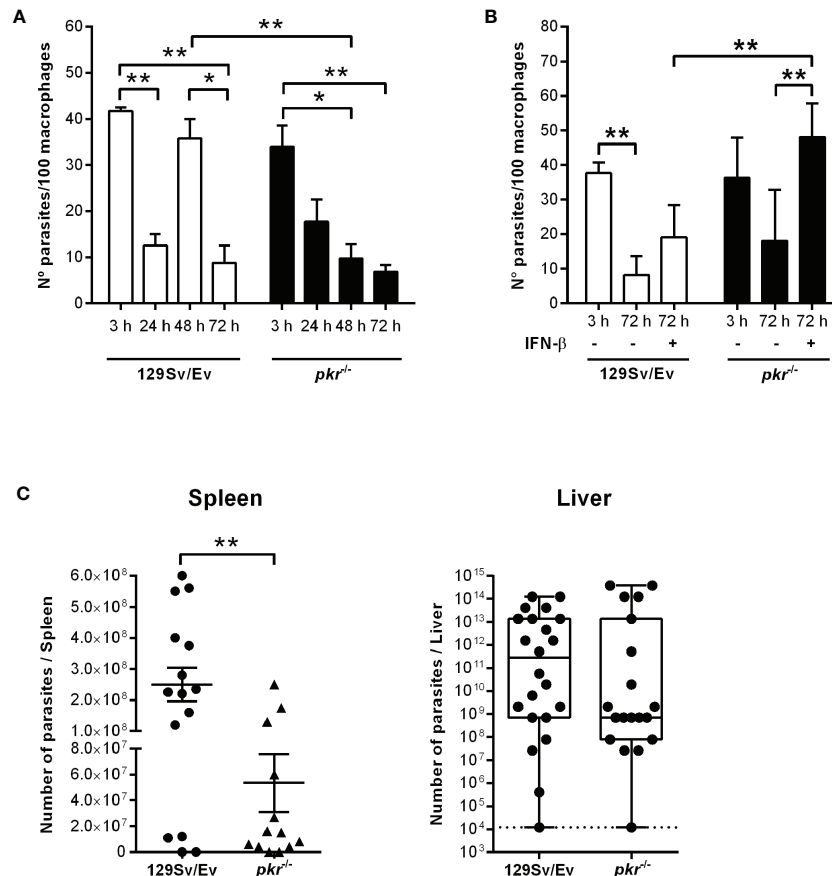 A
N° parasites/100 macrophages
60
50
40
30
20
10
0
** ** * ** ** *
3 h 24 h 48 h 72 h 3 h 24 h 48 h 72 h
129Sv/Ev pkr-/-
B
N° parasites/100 macrophages
80
70
60
50
40
30
20
10
0
** ** **
3 h 72 h 72 h 3 h 72 h 72 h
IFN-β - - + - - +
129Sv/Ev pkr-/-
C
Spleen
**
Number of parasites / Spleen
6.0×10⁸
5.0×10⁸
4.0×10⁸
3.0×10⁸
2.0×10⁸
1.0×10⁸
8.0×10⁷
6.0×10⁷
4.0×10⁷
2.0×10⁷
0
129Sv/Ev pkr-/-
Liver
Number of parasites / Liver
10¹⁵
10¹⁴
10¹³
10¹²
10¹¹
10¹⁰
10⁹
10⁸
10⁷
10⁶
10⁵
10⁴
10³
129Sv/Ev pkr-/-